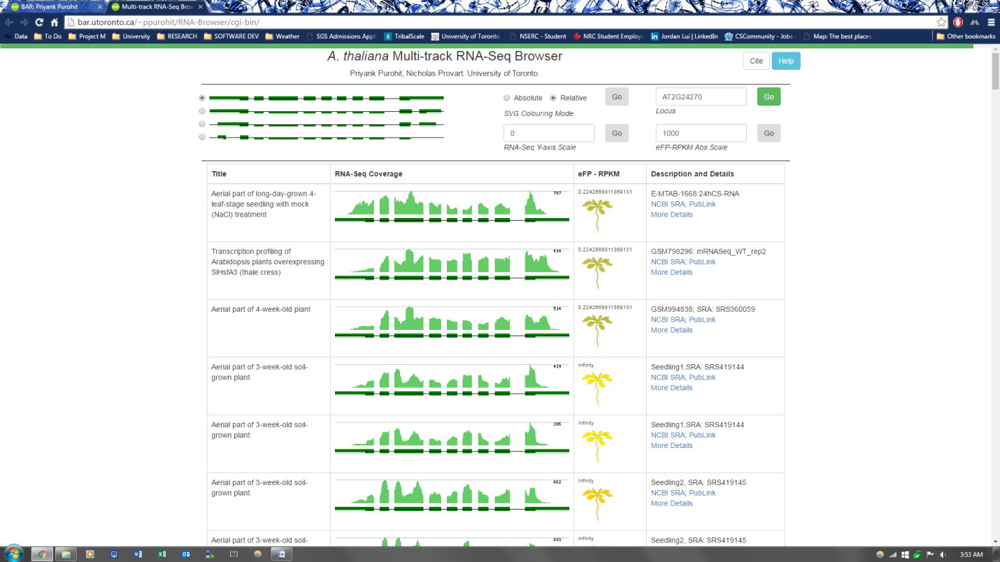 BAR: Priyank Purohit
Multi-track RNA-Seq Brow
bar.utoronto.ca/~ppurohit/RNA-Browser/cgi-bin/
Data To Do Project M University RESEARCH SOFTWARE DEV Weather SGS Admissions Appli TribalScale University of Toronto NSERC - Student NRC Student Employ Jordan Lui | LinkedIn CSCommunity - Jobs Map: The best places Other bookmarks
A. thaliana Multi-track RNA-Seq Browser
Priyank Purohit, Nicholas Provart. University of Toronto.
Cite Help
Absolute Relative Go
SVG Colouring Mode
AT2G24270 Go
Locus
0 Go
RNA-Seq Y-axis Scale
1000 Go
eFP-RPKM Abs Scale
Title RNA-Seq Coverage eFP - RPKM Description and Details
Aerial part of long-day-grown 4-
leaf-stage seedling with mock
(NaCl) treatment
787
0.2242668811369131
E-MTAB-1668:24hCS-RNA
NCBI SRA; PubLink
More Details
Transcription profiling of
Arabidopsis plants overexpressing
SlHsfA3 (thale cress)
414
0.2242668811369131
GSM798296: mRNASeq_WT_rep2
NCBI SRA; PubLink
More Details
Aerial part of 4-week-old plant
514
0.2242668811369131
GSM994838; SRA: SRS360059
NCBI SRA; PubLink
More Details
Aerial part of 3-week-old soil-
grown plant
419
Infinity
Seedling1,SRA: SRS419144
NCBI SRA; PubLink
More Details
Aerial part of 3-week-old soil-
grown plant
395
Infinity
Seedling1,SRA: SRS419144
NCBI SRA; PubLink
More Details
Aerial part of 3-week-old soil-
grown plant
662
Infinity
Seedling2, SRA: SRS419145
NCBI SRA; PubLink
More Details
Aerial part of 3-week-old soil-
803
Infinity
Seedling2, SRA: SRS419145
3:53 AM